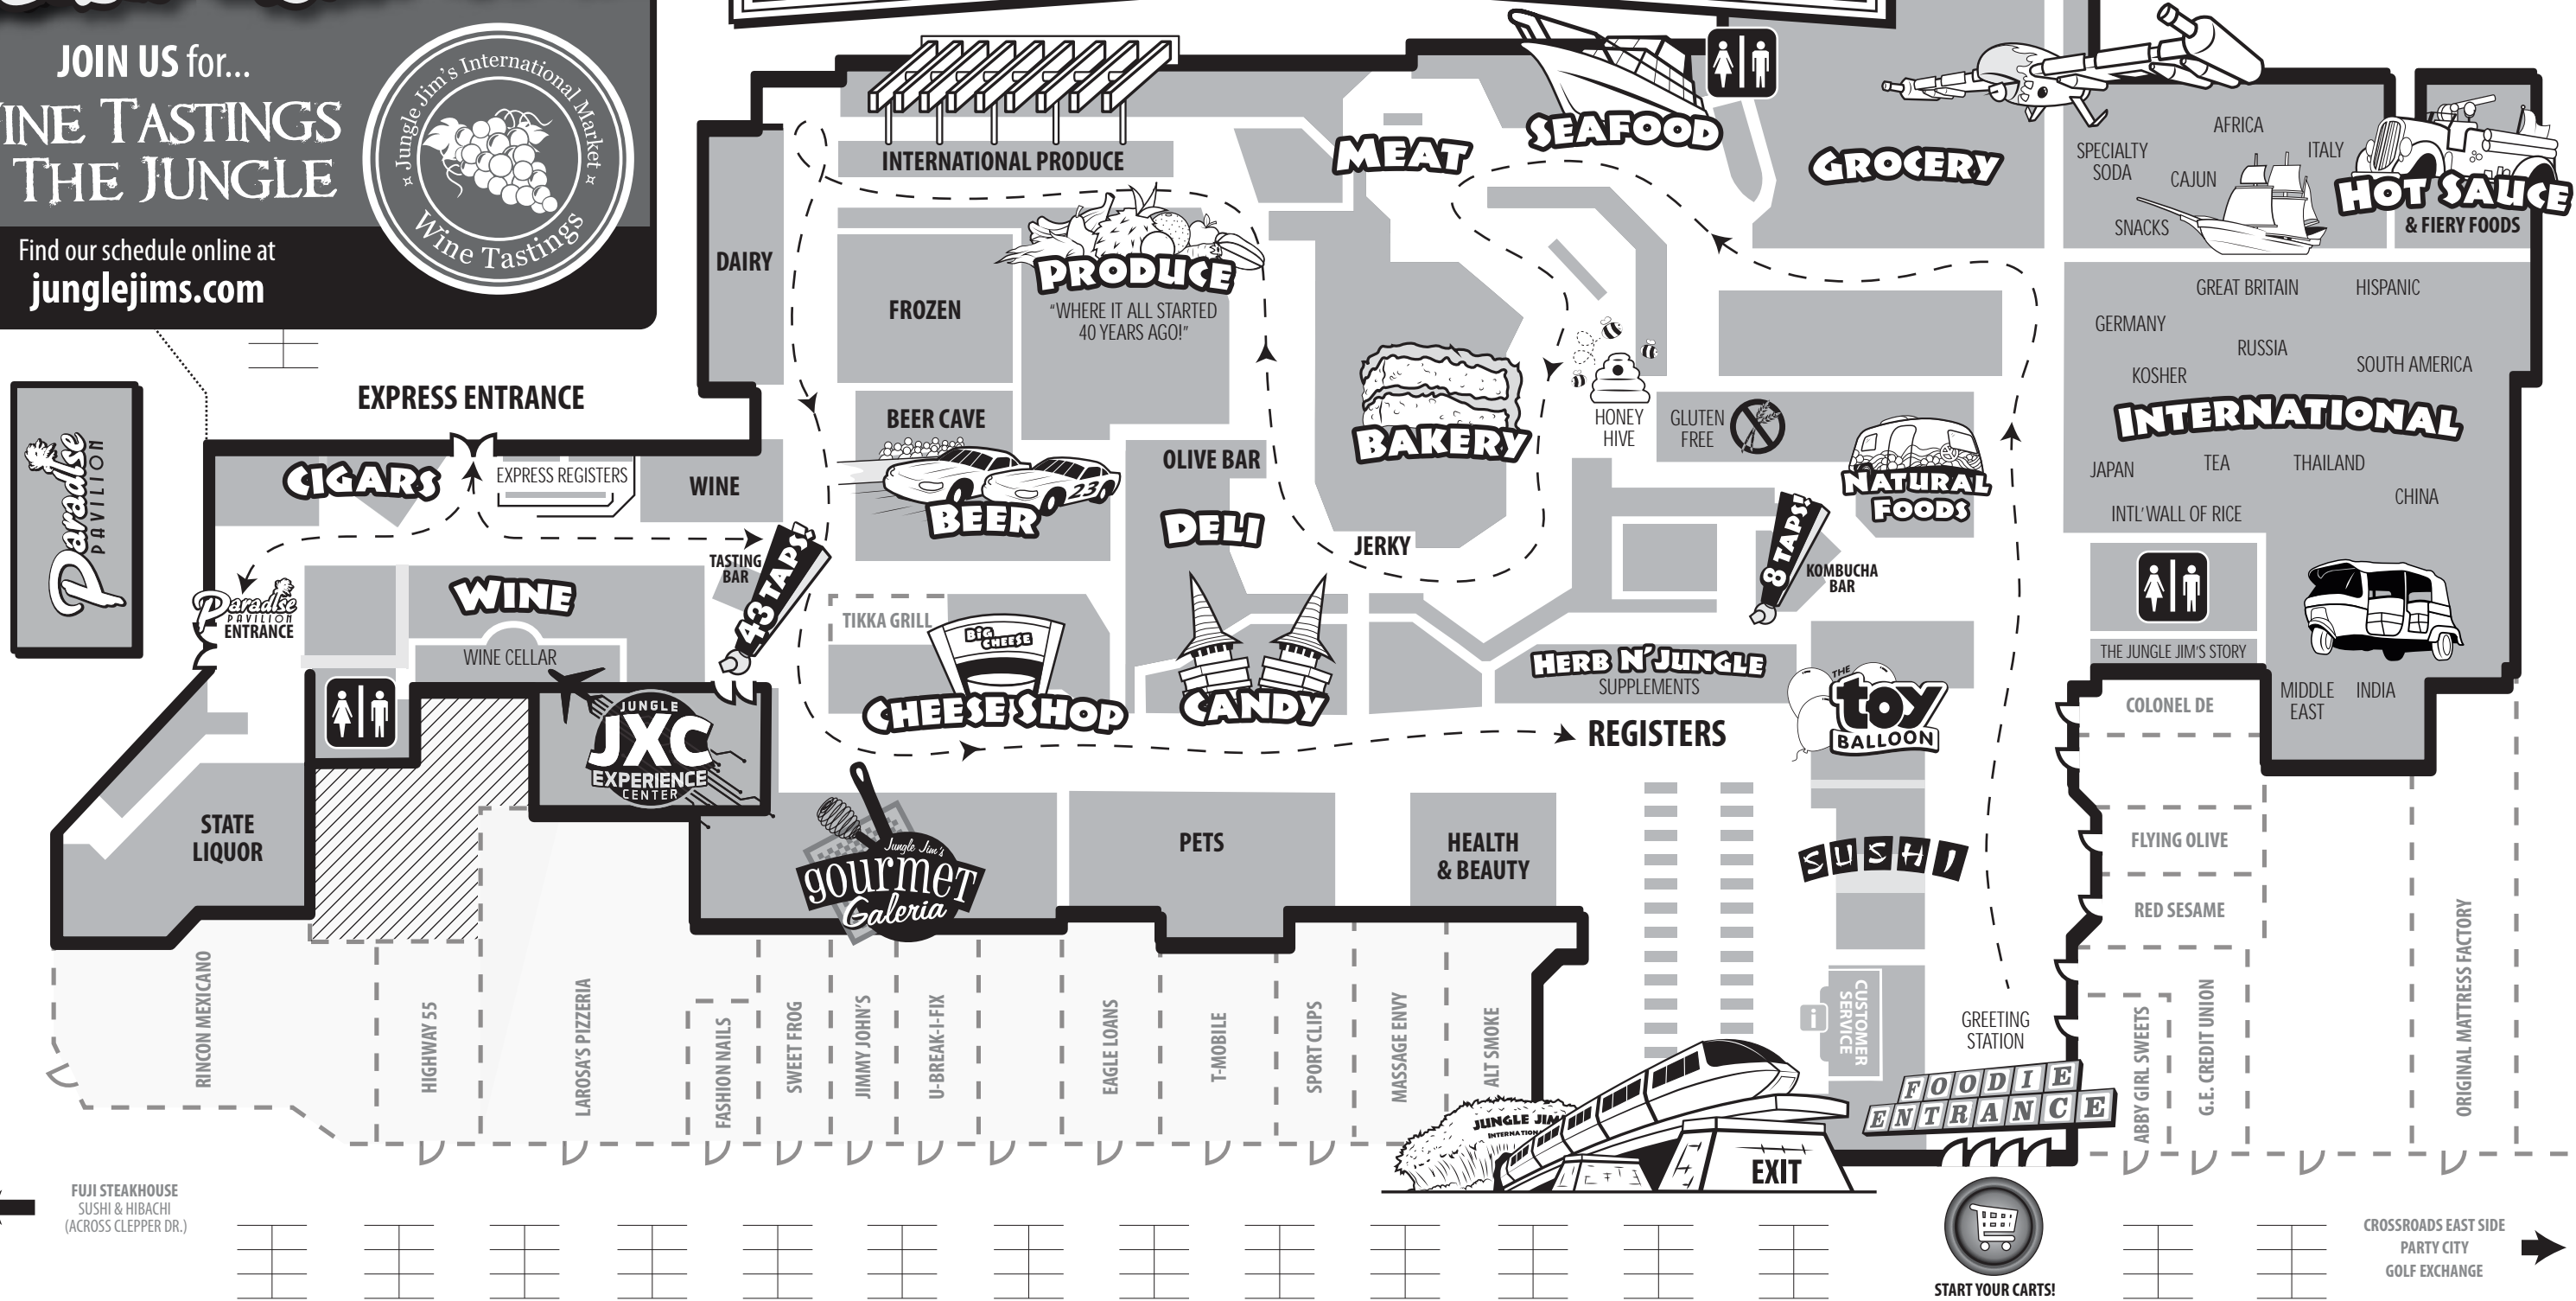 JOIN US for...
WINE TASTINGS
THE JUNGLE
Find our schedule online at
junglejims.com
Jungle Jim's International Market
Wine Tastings
Paradise
PAVILION
EXPRESS ENTRANCE
CIGARS
EXPRESS REGISTERS
WINE
Paradise
PAVILION
ENTRANCE
WINE
WINE CELLAR
TASTING
BAR
43 TAPS!
STATE
LIQUOR
JUNGLE
JXC
EXPERIENCE
CENTER
DAIRY
INTERNATIONAL PRODUCE
FROZEN
PRODUCE
"WHERE IT ALL STARTED
40 YEARS AGO!"
BEER CAVE
23
BEER
OLIVE BAR
DELI
TIKKA GRILL
BIG
CHEESE
CHEESE SHOP
CANDY
MEAT
SEAFOOD
BAKERY
JERKY
HONEY
HIVE
GLUTEN
FREE
GROCERY
NATURAL
FOODS
8 TAPS!
KOMBUCHA
BAR
HERB N' JUNGLE
SUPPLEMENTS
REGISTERS
THE
toy
BALLOON
SUSHI
Jungle Jim's
gourmet
Galeria
PETS
HEALTH
& BEAUTY
AFRICA
SPECIALTY
SODA
ITALY
CAJUN
SNACKS
HOT SAUCE
& FIERY FOODS
GREAT BRITAIN
HISPANIC
GERMANY
RUSSIA
SOUTH AMERICA
KOSHER
INTERNATIONAL
JAPAN
TEA
THAILAND
CHINA
INTL' WALL OF RICE
THE JUNGLE JIM'S STORY
MIDDLE
EAST
INDIA
COLONEL DE
FLYING OLIVE
RED SESAME
ABBY GIRL SWEETS
G.E. CREDIT UNION
ORIGINAL MATTRESS FACTORY
RINCON MEXICANO
HIGHWAY 55
LAROSA'S PIZZERIA
FASHION NAILS
SWEET FROG
JIMMY JOHN'S
U-BREAK-I-FIX
EAGLE LOANS
T-MOBILE
SPORT CLIPS
MASSAGE ENVY
ALT SMOKE
i
CUSTOMER
SERVICE
GREETING
STATION
FOODIE
ENTRANCE
JUNGLE JIM
INTERNATION
EXIT
START YOUR CARTS!
FUJI STEAKHOUSE
SUSHI & HIBACHI
(ACROSS CLEPPER DR.)
CROSSROADS EAST SIDE
PARTY CITY
GOLF EXCHANGE